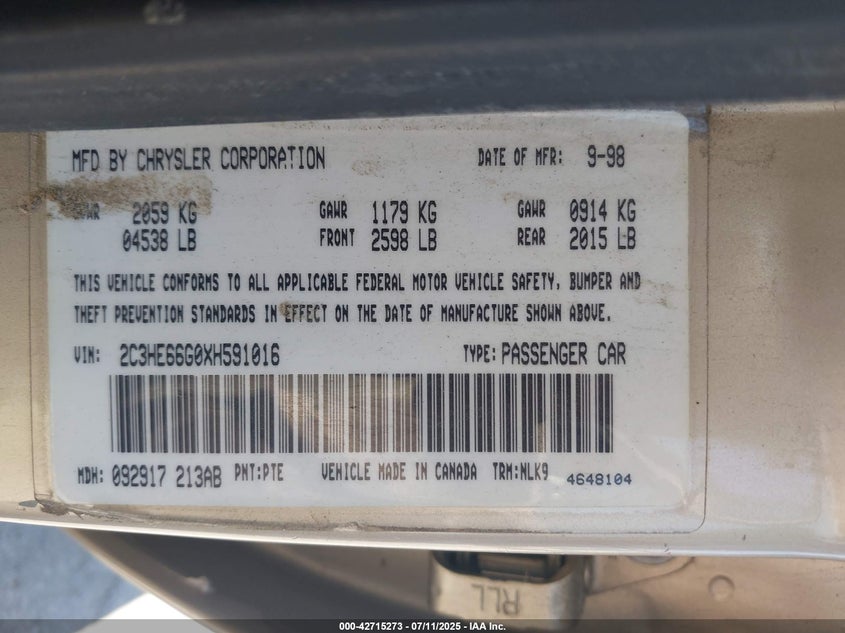 MFD BY CHRYSLER CORPORATION DATE OF MFR: 9-98
2059 KG GAWR 1179 KG GAWR 0914 KG
04538 LB FRONT 2598 LB REAR 2015 LB
THIS VEHICLE CONFORMS TO ALL APPLICABLE FEDERAL MOTOR VEHICLE SAFETY, BUMPER AND
THEFT PREVENTION STANDARDS IN EFFECT ON THE DATE OF MANUFACTURE SHOWN ABOVE.
VIN: 2C3HE66G0XH591016 TYPE: PASSENGER CAR
MDH: 092917 213AB PNT:PTE VEHICLE MADE IN CANADA TRM:NLK9 4648104
RLL
000-42715273 - 07/11/2025 - IAA Inc.